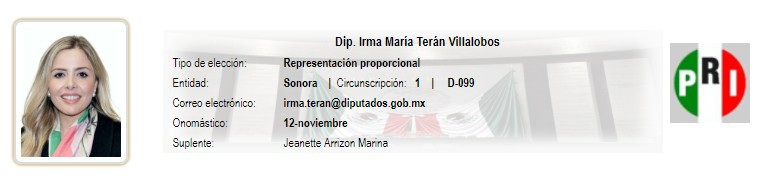 Dip. Irma María Terán Villalobos
Tipo de elección: Representación proporcional
Entidad: Sonora | Circunscripción: 1 | D-099
Correo electrónico: irma.teran@diputados.gob.mx
Onomástico: 12-noviembre
Suplente: Jeanette Arrizon Marina
PRI